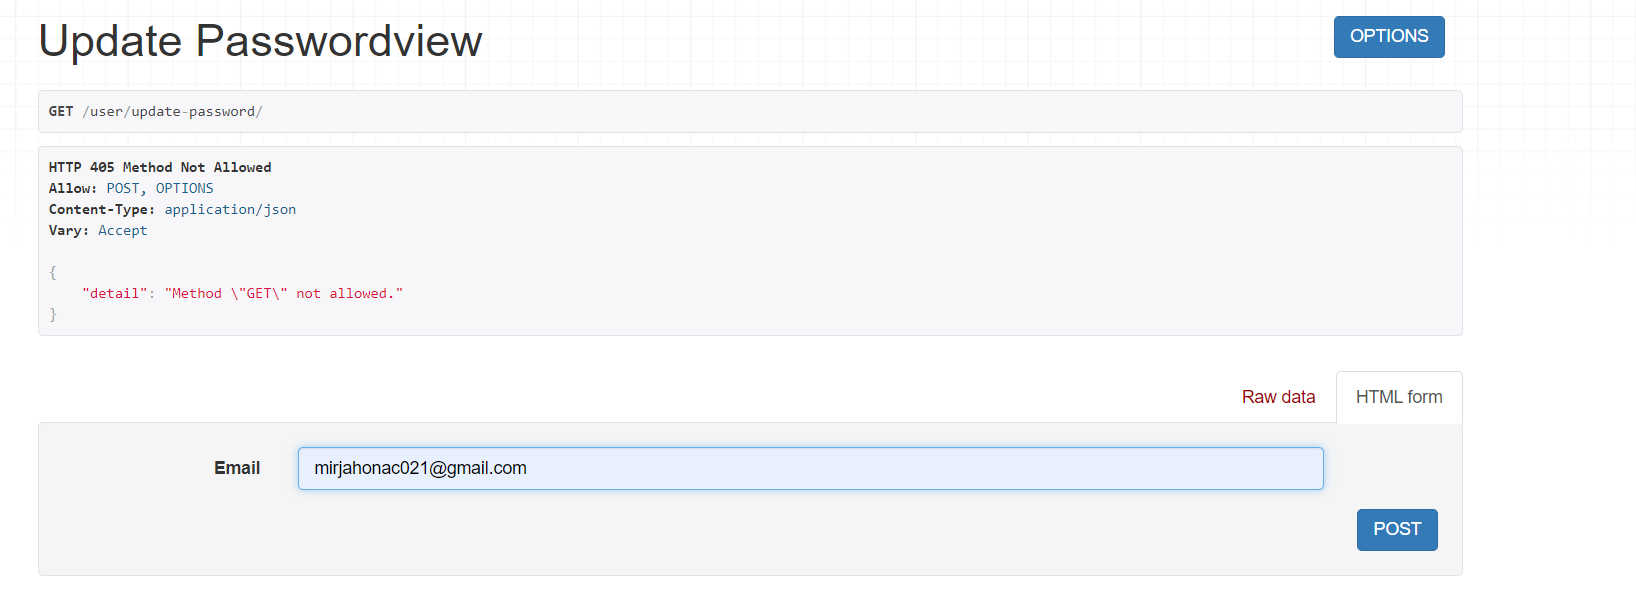 Update Passwordview
OPTIONS
GET /user/update-password/
HTTP 405 Method Not Allowed
Allow: POST, OPTIONS
Content-Type: application/json
Vary: Accept
{
    "detail": "Method \"GET\" not allowed."
}
Raw data
HTML form
Email
mirjahonac021@gmail.com
POST